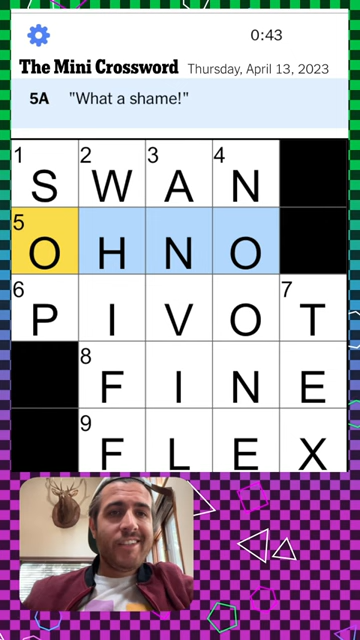 0:43
The Mini Crossword Thursday, April 13, 2023
5A "What a shame!"
1 2 3 4
S W A N
5
O H N O
6 7
P I V O T
8
F I N E
9
F L E X